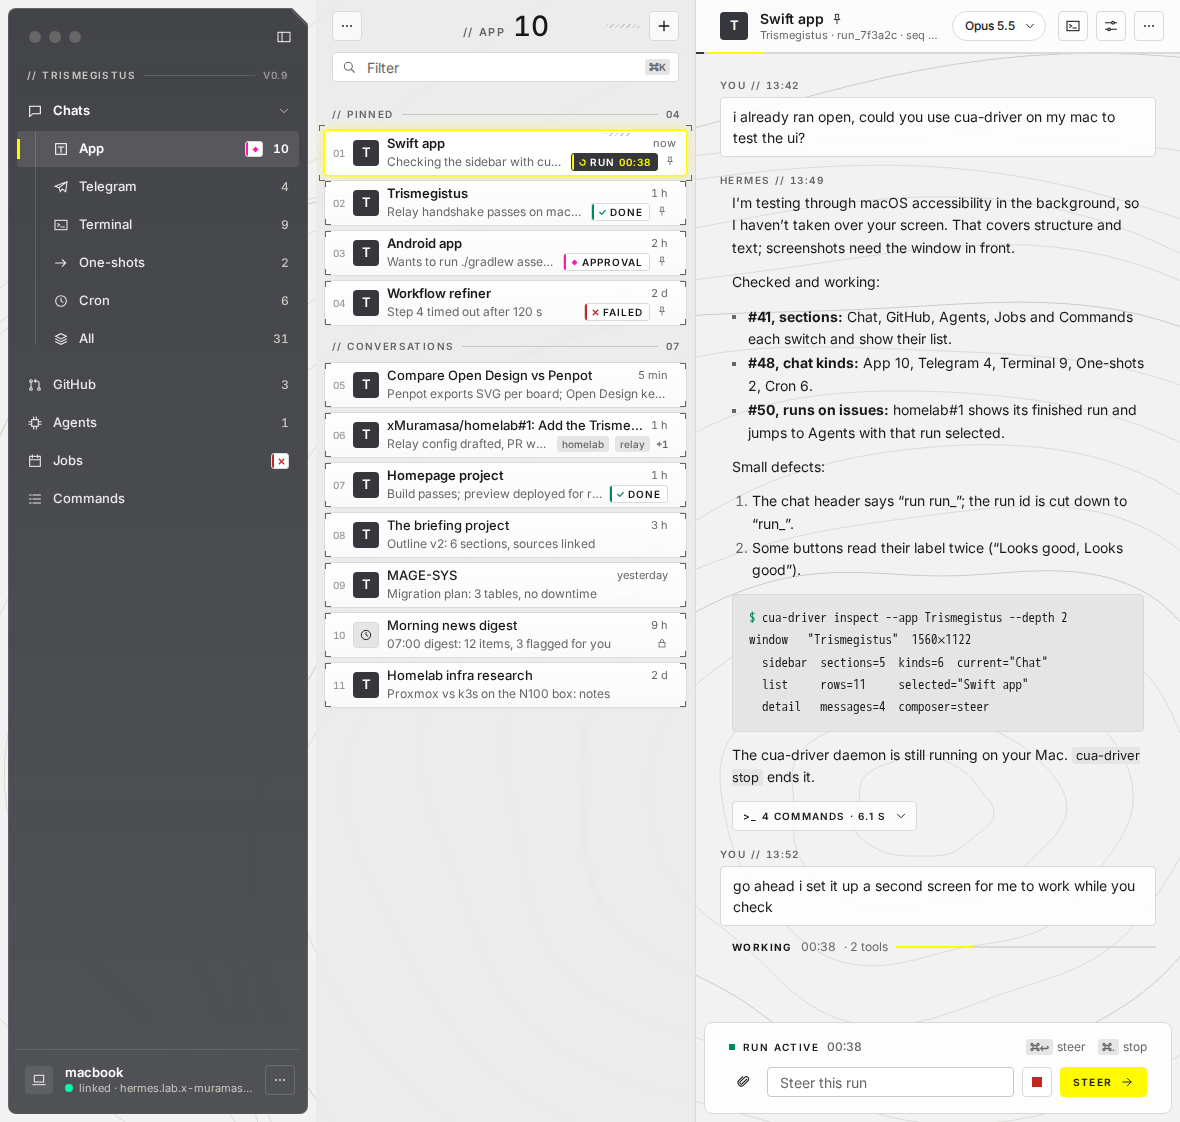 // TRISMEGISTUS V0.9
Chats
App 10
Telegram 4
Terminal 9
One-shots 2
Cron 6
All 31
GitHub 3
Agents 1
Jobs
Commands
macbook
linked · hermes.lab.x-muramas...
// APP 10
Filter ⌘K
// PINNED 04
01 T Swift app now
Checking the sidebar with cu... RUN 00:38
02 T Trismegistus 1 h
Relay handshake passes on mac... DONE
03 T Android app 2 h
Wants to run ./gradlew asse... APPROVAL
04 T Workflow refiner 2 d
Step 4 timed out after 120 s FAILED
// CONVERSATIONS 07
05 T Compare Open Design vs Penpot 5 min
Penpot exports SVG per board; Open Design ke...
06 T xMuramasa/homelab#1: Add the Trisme... 1 h
Relay config drafted, PR w... homelab relay +1
07 T Homepage project 1 h
Build passes; preview deployed for r... DONE
08 T The briefing project 3 h
Outline v2: 6 sections, sources linked
09 T MAGE-SYS yesterday
Migration plan: 3 tables, no downtime
10 Morning news digest 9 h
07:00 digest: 12 items, 3 flagged for you
11 T Homelab infra research 2 d
Proxmox vs k3s on the N100 box: notes
T Swift app
Trismegistus · run_7f3a2c · seq ...
Opus 5.5
YOU // 13:42
i already ran open, could you use cua-driver on my mac to
test the ui?
HERMES // 13:49
I'm testing through macOS accessibility in the background, so
I haven't taken over your screen. That covers structure and
text; screenshots need the window in front.
Checked and working:
#41, sections: Chat, GitHub, Agents, Jobs and Commands
each switch and show their list.
#48, chat kinds: App 10, Telegram 4, Terminal 9, One-shots
2, Cron 6.
#50, runs on issues: homelab#1 shows its finished run and
jumps to Agents with that run selected.
Small defects:
1. The chat header says “run run_”; the run id is cut down to
“run_”.
2. Some buttons read their label twice (“Looks good, Looks
good”).
$ cua-driver inspect --app Trismegistus --depth 2
window "Trismegistus" 1560×1122
sidebar sections=5 kinds=6 current="Chat"
list rows=11 selected="Swift app"
detail messages=4 composer=steer
The cua-driver daemon is still running on your Mac. cua-driver
stop ends it.
>_ 4 COMMANDS · 6.1 S
YOU // 13:52
go ahead i set it up a second screen for me to work while you
check
WORKING 00:38 · 2 tools
RUN ACTIVE 00:38 ⌘↩ steer ⌘. stop
Steer this run STEER